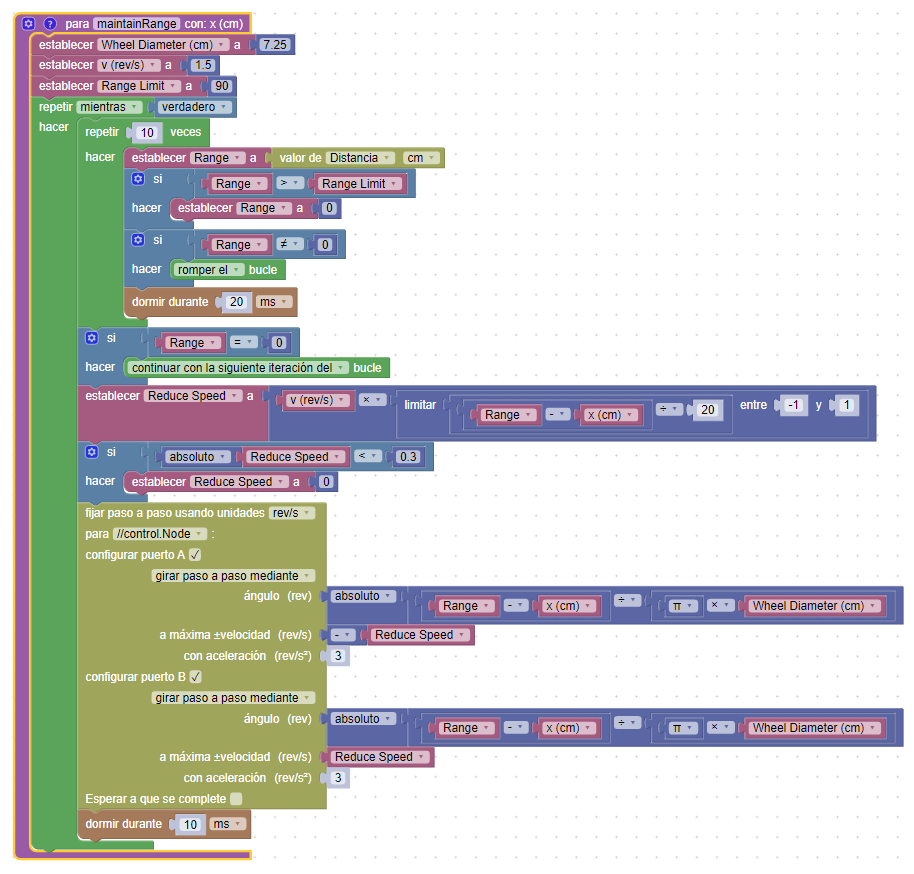 ? para maintainRange con: x (cm)
establecer Wheel Diameter (cm) a 7.25
establecer v (rev/s) a 1.5
establecer Range Limit a 90
repetir mientras verdadero
hacer repetir 10 veces
hacer establecer Range a valor de Distancia cm
si Range > Range Limit
hacer establecer Range a 0
si Range ≠ 0
hacer romper el bucle
dormir durante 20 ms
si Range = 0
hacer continuar con la siguiente iteración del bucle
establecer Reduce Speed a v (rev/s) × limitar Range - x (cm) ÷ 20 entre -1 y 1
si absoluto Reduce Speed < 0.3
hacer establecer Reduce Speed a 0
fijar paso a paso usando unidades rev/s
para //control.Node :
configurar puerto A ✓
girar paso a paso mediante
ángulo (rev) absoluto Range - x (cm) ÷ π × Wheel Diameter (cm)
a máxima ±velocidad (rev/s) - Reduce Speed
con aceleración (rev/s²) 3
configurar puerto B ✓
girar paso a paso mediante
ángulo (rev) absoluto Range - x (cm) ÷ π × Wheel Diameter (cm)
a máxima ±velocidad (rev/s) Reduce Speed
con aceleración (rev/s²) 3
Esperar a que se complete
dormir durante 10 ms